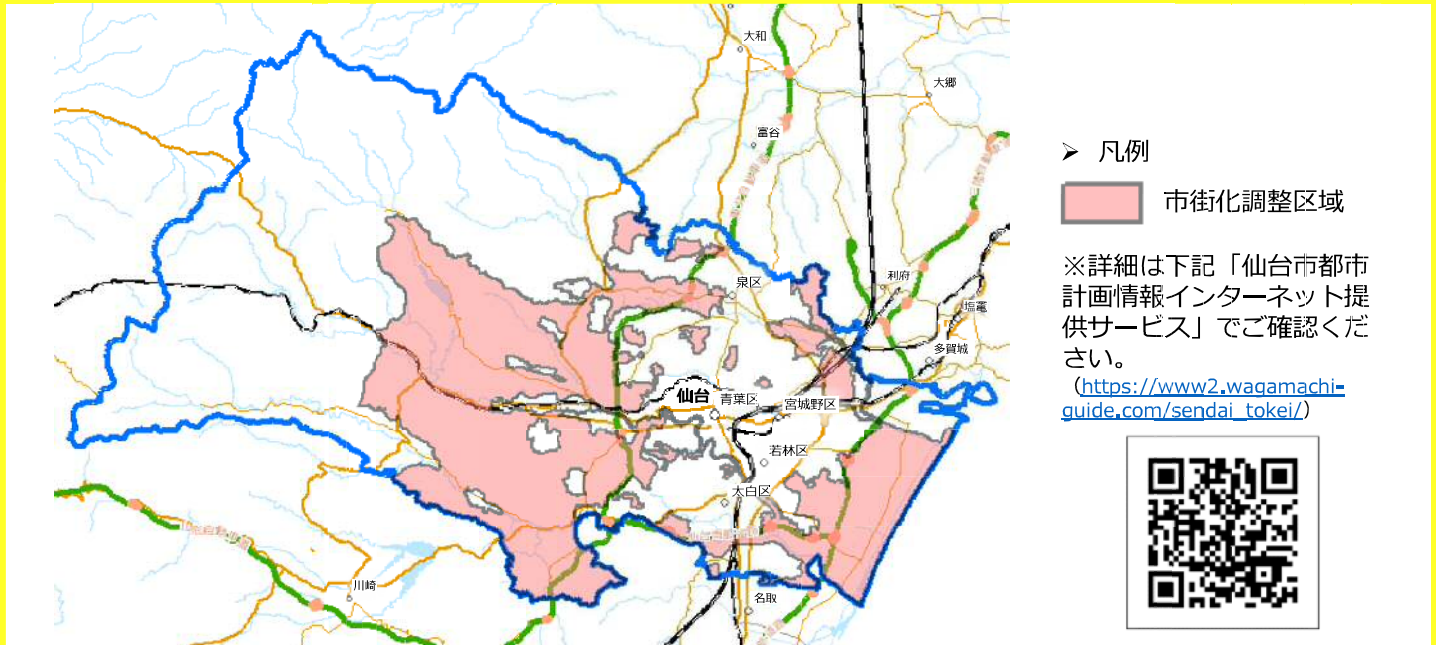 大和
大郷
富谷
利府
泉区
塩竈
多賀城
仙台
青葉区
宮城野区
若林区
太白区
川崎
名取
➢ 凡例
市街化調整区域
※詳細は下記「仙台市都市
計画情報インターネット提
供サービス」でご確認くだ
さい。
（https://www2.wagamachi-
guide.com/sendai_tokei/）